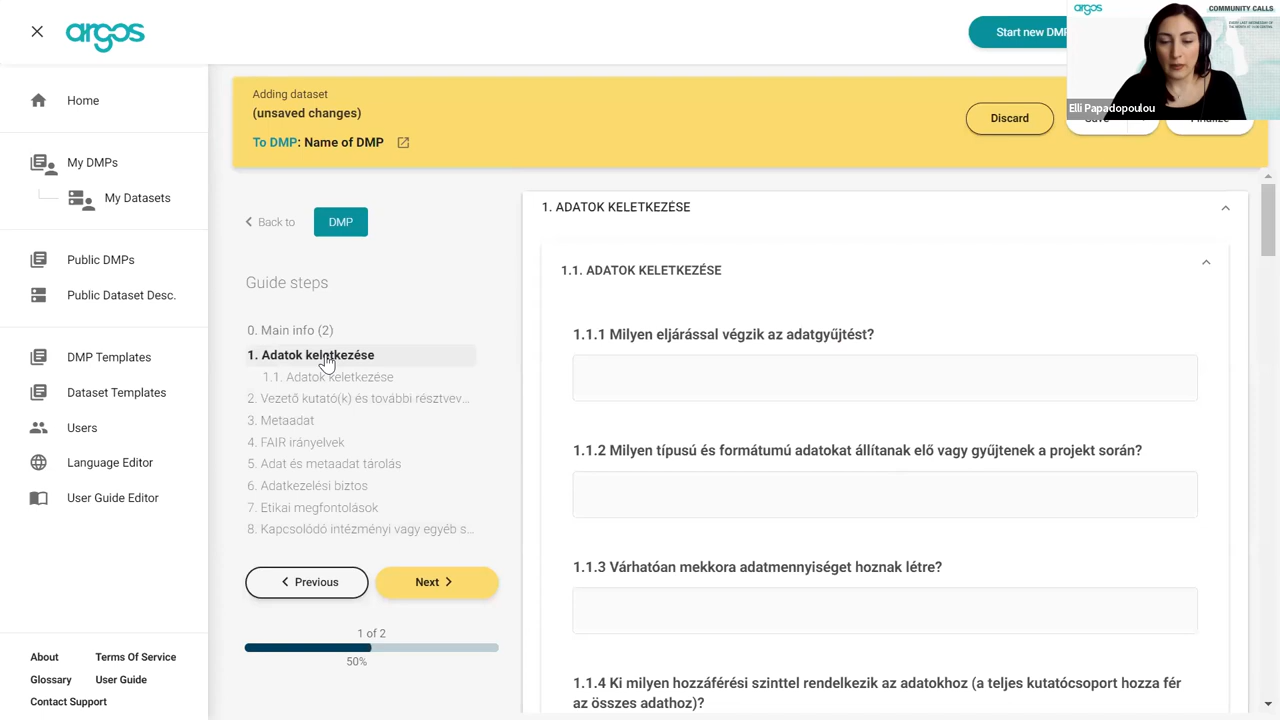 argos
Start new DMP
argos
COMMUNITY CALLS
Elli Papadopoulou
Home
My DMPs
My Datasets
Public DMPs
Public Dataset Desc.
DMP Templates
Dataset Templates
Users
Language Editor
User Guide Editor
About
Terms Of Service
Glossary
User Guide
Contact Support
Adding dataset
(unsaved changes)
To DMP: Name of DMP
Discard
Save
Finalize
Back to
DMP
Guide steps
0. Main info (2)
1. Adatok keletkezése
1.1. Adatok keletkezése
2. Vezető kutató(k) és további résztvev...
3. Metaadat
4. FAIR irányelvek
5. Adat és metaadat tárolás
6. Adatkezelési biztos
7. Etikai megfontolások
8. Kapcsolódó intézményi vagy egyéb s...
Previous
Next
1 of 2
50%
1. ADATOK KELETKEZÉSE
1.1. ADATOK KELETKEZÉSE
1.1.1 Milyen eljárással végzik az adatgyűjtést?
1.1.2 Milyen típusú és formátumú adatokat állítanak elő vagy gyűjtenek a projekt során?
1.1.3 Várhatóan mekkora adatmennyiséget hoznak létre?
1.1.4 Ki milyen hozzáférési szinttel rendelkezik az adatokhoz (a teljes kutatócsoport hozza fér
az összes adathoz)?